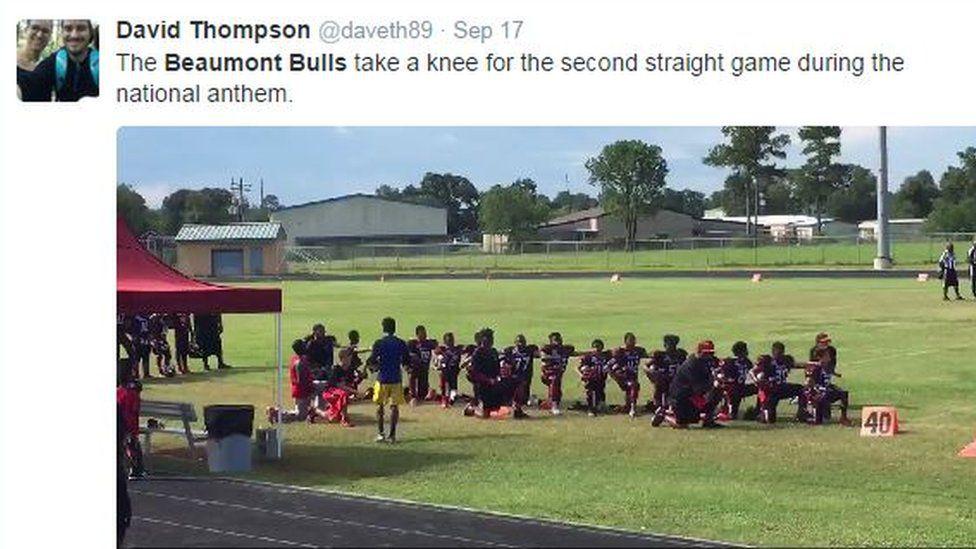 David Thompson @daveth89 · Sep 17
The Beaumont Bulls take a knee for the second straight game during the
national anthem.
40